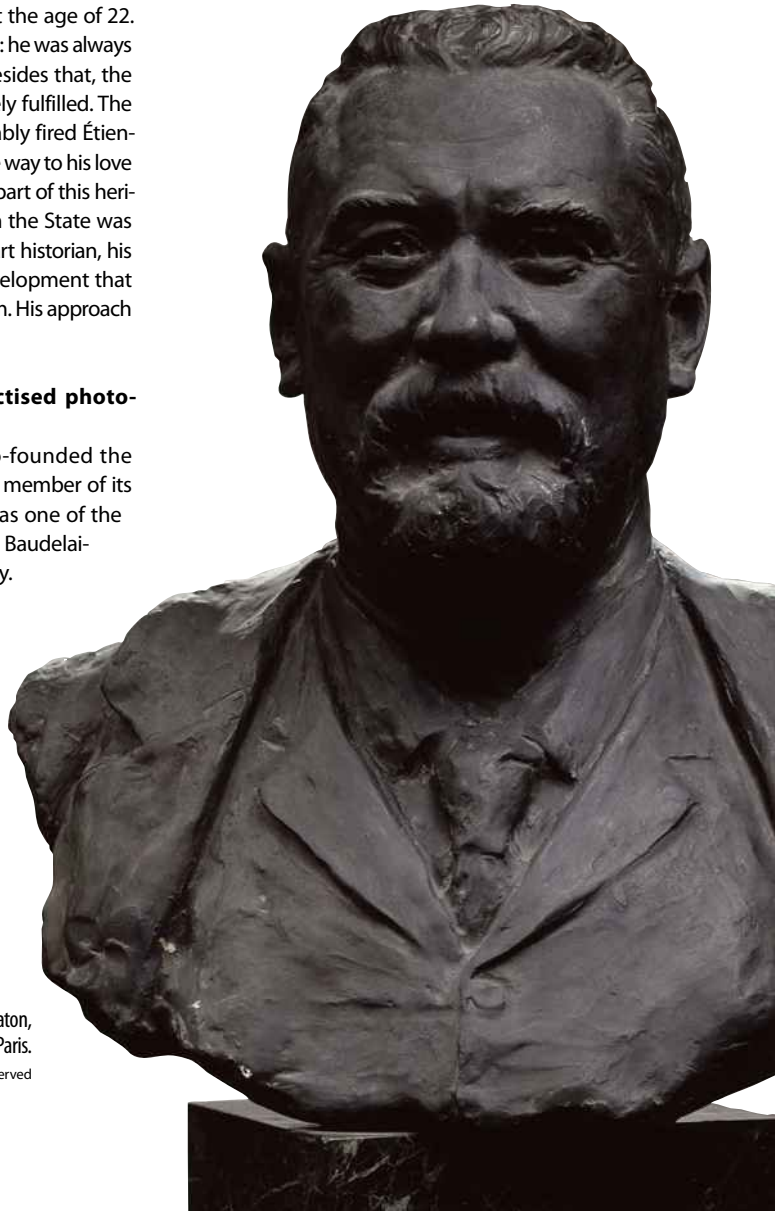 t the age of 22.
: he was always
esides that, the
ely fulfilled. The
ably fired Étien-
way to his love
part of this heri-
n the State was
rt historian, his
elopment that
n. His approach
ctised photo-
o-founded the
member of its
as one of the
Baudelai-
y.
aton,
Paris.
erved